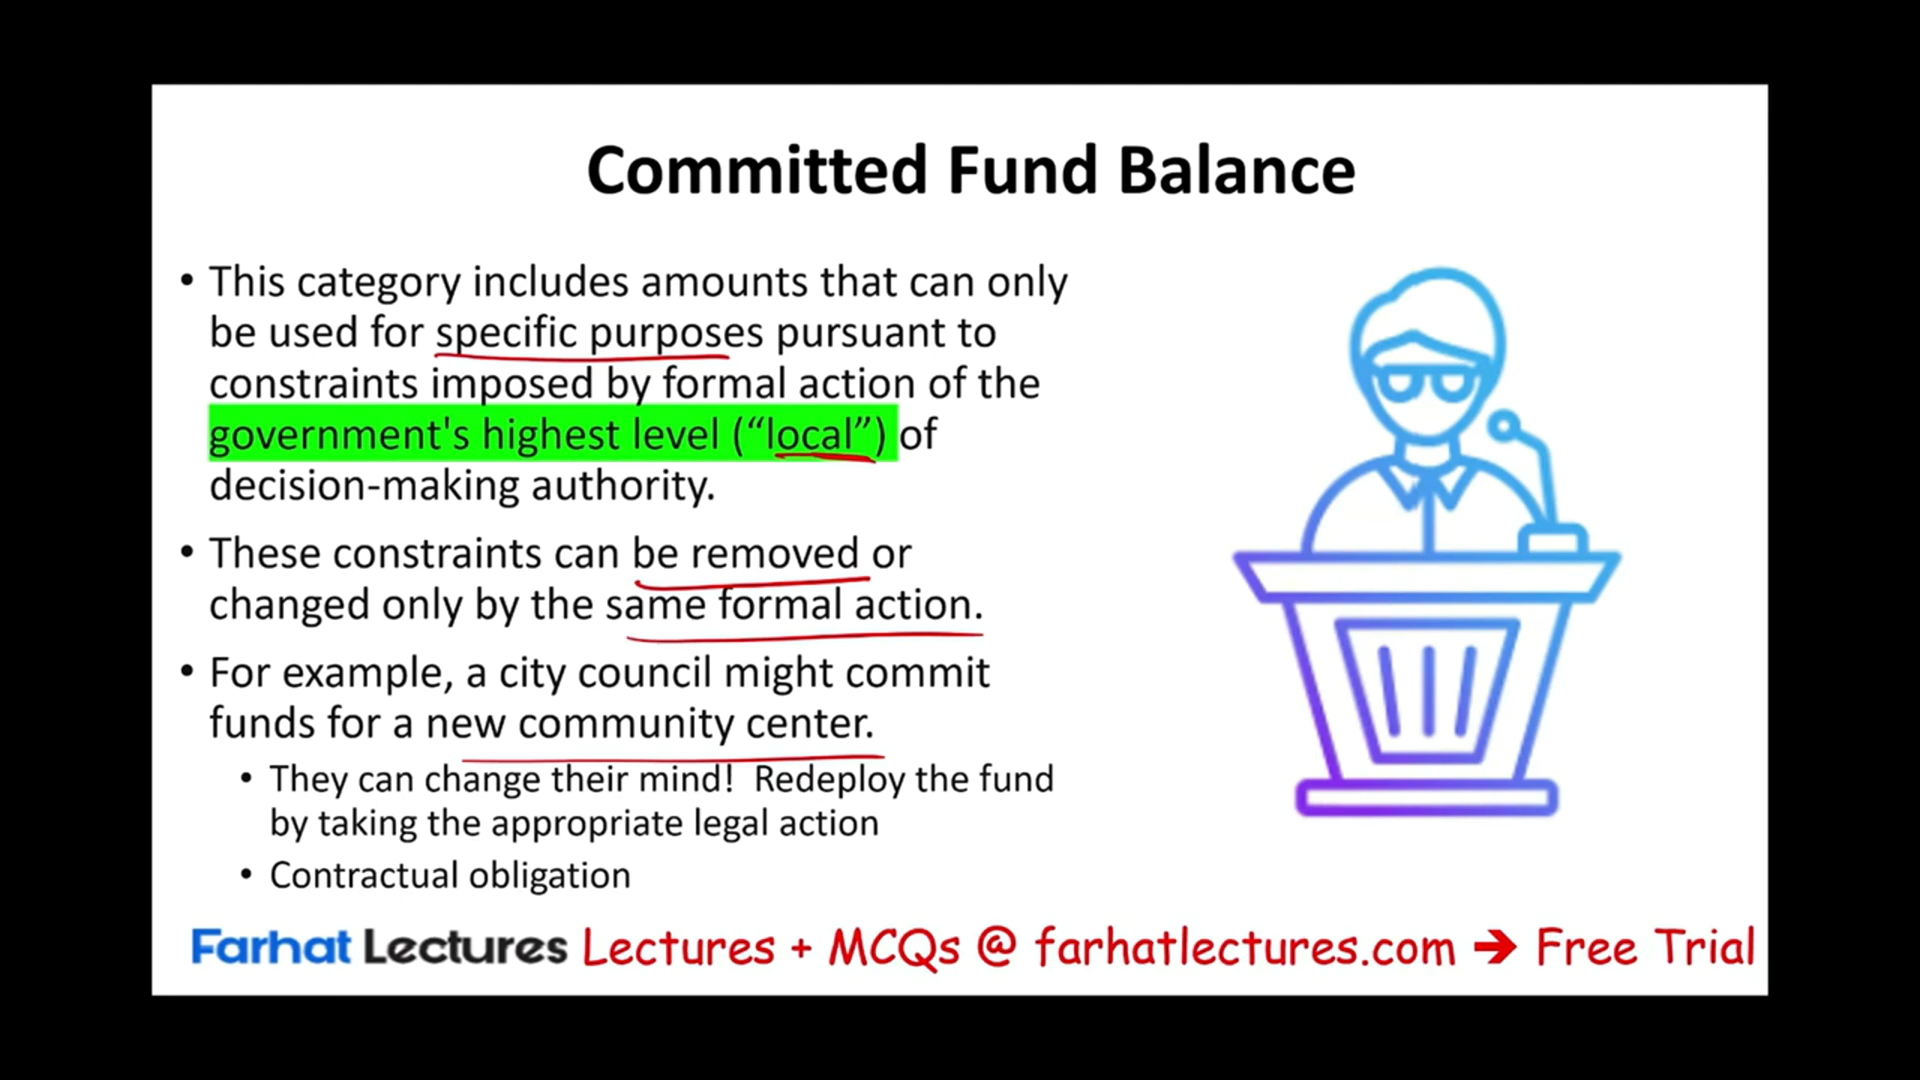 Committed Fund Balance
• This category includes amounts that can only
be used for specific purposes pursuant to
constraints imposed by formal action of the
government's highest level (“local”) of
decision-making authority.
• These constraints can be removed or
changed only by the same formal action.
• For example, a city council might commit
funds for a new community center.
• They can change their mind!  Redeploy the fund
by taking the appropriate legal action
• Contractual obligation
Farhat Lectures Lectures + MCQs @ farhatlectures.com ➔ Free Trial